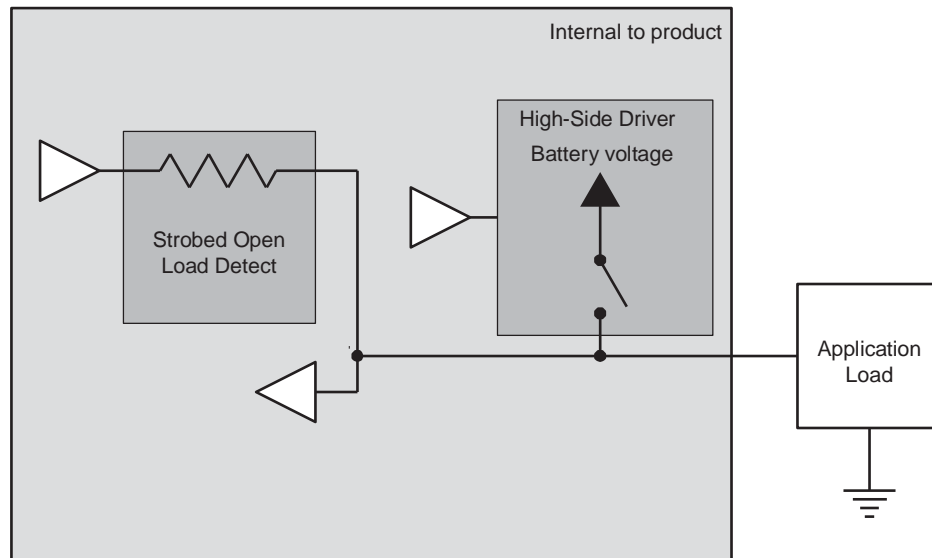 Internal to product
High-Side Driver
Battery voltage
Strobed Open
Load Detect
Application
Load